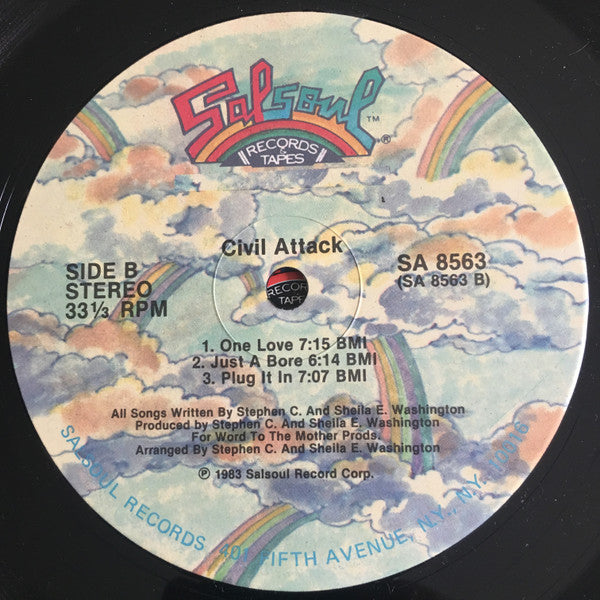 Salsoul ™
RECORDS & TAPES ®
Civil Attack
SIDE B
STEREO
33⅓ RPM
SA 8563
(SA 8563 B)
RECOR
TAPE
1. One Love 7:15 BMI
2. Just A Bore 6:14 BMI
3. Plug It In 7:07 BMI
All Songs Written By Stephen C. And Sheila E. Washington
Produced by Stephen C. And Sheila E. Washington
For Word To The Mother Prods.
Arranged By Stephen C. And Sheila E. Washington
℗ 1983 Salsoul Record Corp.
SALSOUL RECORDS, 401 FIFTH AVENUE, N.Y., N.Y. 10016